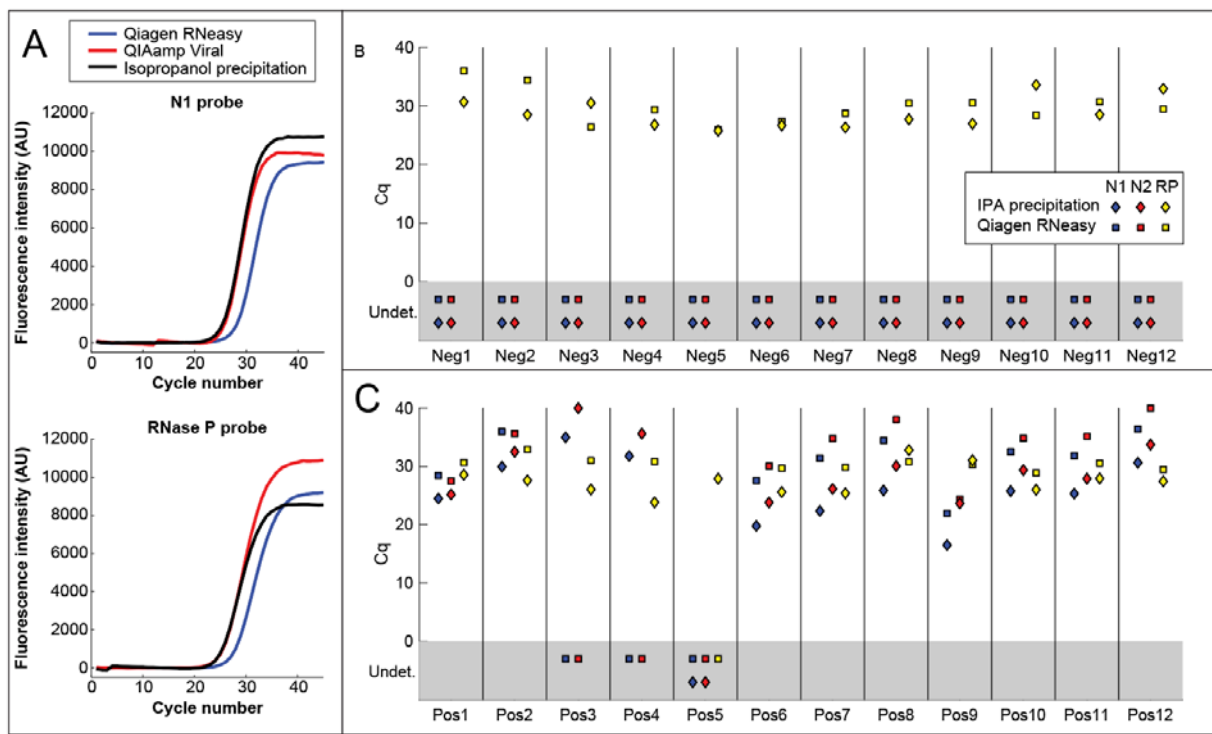 A
Qiagen RNeasy
QIAamp Viral
Isopropanol precipitation
N1 probe
Fluorescence intensity (AU)
12000
10000
8000
6000
4000
2000
0
0 10 20 30 40
Cycle number
RNase P probe
Fluorescence intensity (AU)
12000
10000
8000
6000
4000
2000
0
0 10 20 30 40
Cycle number
B
Cq
40
30
20
10
0
Undet.
N1 N2 RP
IPA precipitation
Qiagen RNeasy
Neg1 Neg2 Neg3 Neg4 Neg5 Neg6 Neg7 Neg8 Neg9 Neg10 Neg11 Neg12
C
Cq
40
30
20
10
0
Undet.
Pos1 Pos2 Pos3 Pos4 Pos5 Pos6 Pos7 Pos8 Pos9 Pos10 Pos11 Pos12